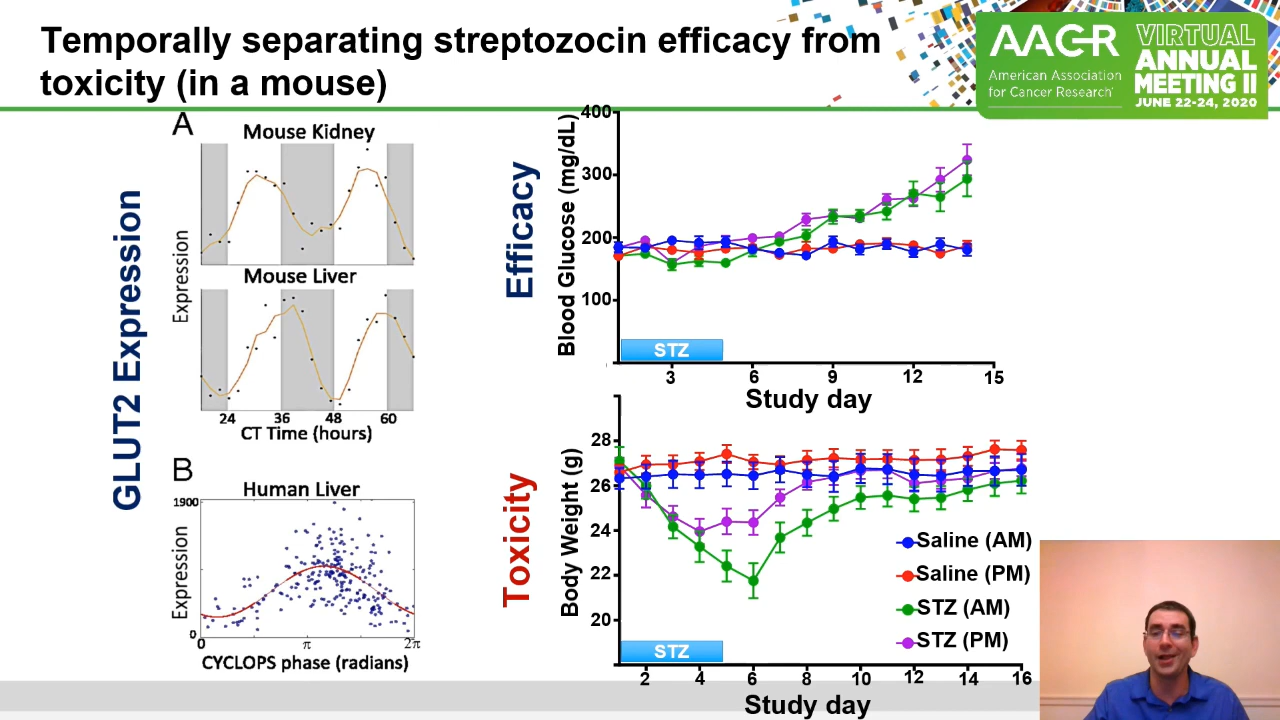 Temporally separating streptozocin efficacy from
toxicity (in a mouse)
AACR
American Association
for Cancer Research
VIRTUAL
ANNUAL
MEETING II
JUNE 22-24, 2020
GLUT2 Expression
A
Mouse Kidney
Mouse Liver
Expression
24 36 48 60
CT Time (hours)
B
Human Liver
1900
Expression
0
0 π 2π
CYCLOPS phase (radians)
Efficacy
Blood Glucose (mg/dL)
400
300
200
100
STZ
3 6 9 12 15
Study day
Toxicity
Body Weight (g)
28
26
24
22
20
Saline (AM)
Saline (PM)
STZ (AM)
STZ (PM)
STZ
2 4 6 8 10 12 14 16
Study day